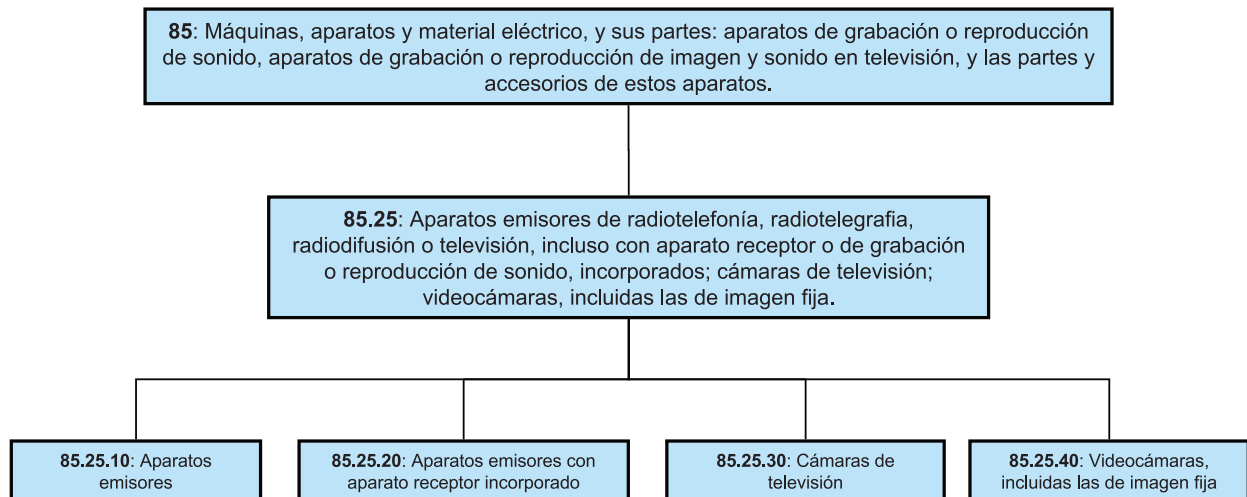 85: Máquinas, aparatos y material eléctrico, y sus partes: aparatos de grabación o reproducción
de sonido, aparatos de grabación o reproducción de imagen y sonido en televisión, y las partes y
accesorios de estos aparatos.
85.25: Aparatos emisores de radiotelefonía, radiotelegrafia,
radiodifusión o televisión, incluso con aparato receptor o de grabación
o reproducción de sonido, incorporados; cámaras de televisión;
videocámaras, incluidas las de imagen fija.
85.25.10: Aparatos
emisores
85.25.20: Aparatos emisores con
aparato receptor incorporado
85.25.30: Cámaras de
televisión
85.25.40: Videocámaras,
incluidas las de imagen fija